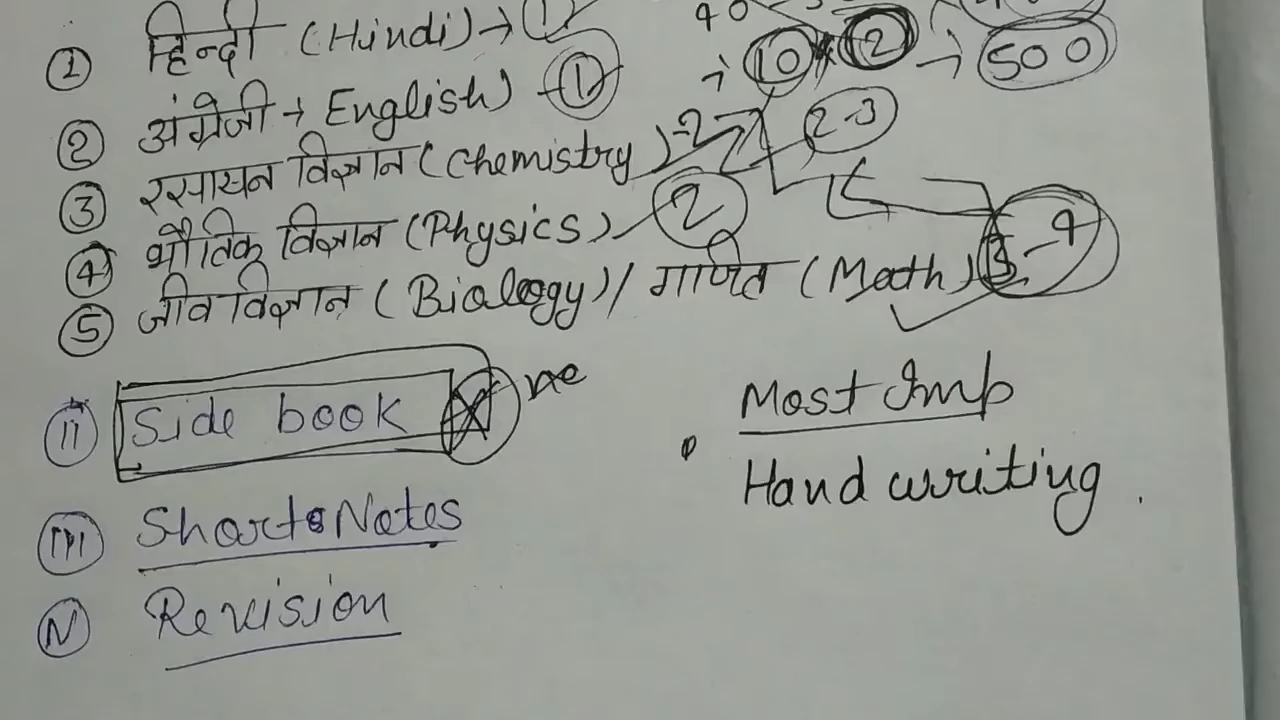 90
① हिन्दी (Hindi) → ①
→ 10 × 2 → 500
② अंग्रेजी → English) - ①
③ रसायन विज्ञान (Chemistry) - 2
2-3
④ भौतिक विज्ञान (Physics) 2
⑤ जीव विज्ञान (Biology) / गणित (Math) 3-4
ii Side book
Most Imp
Hand writing
iii Short Notes
iv Revision